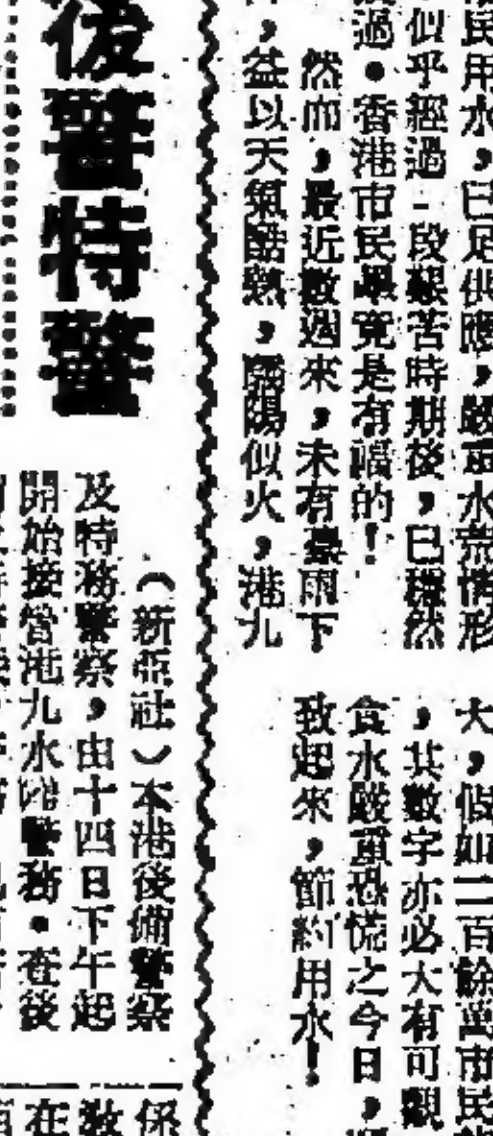 民用水，已足供應，嚴重水荒情形
似乎經過一段艱苦時期後，已穩然
過。香港市民畢竟是有福的！
然而，最近數週來，未有暴雨下
，益以天氣酷熱，驕陽似火，港九
大，假如二百餘萬市民
，其數字亦必大有可觀
食水嚴重恐慌之今日，
致起來，節約用水！
後警特警
（新亞社）本港後備警察
及特務警察，由十四日下午起
開始接當港九水陸警務。查後
係
數
在